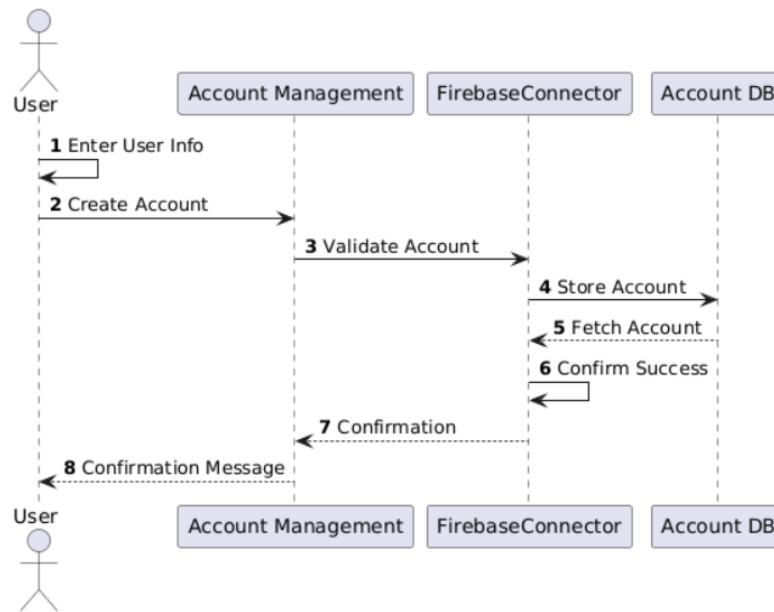 User
Account Management
FirebaseConnector
Account DB
1 Enter User Info
2 Create Account
3 Validate Account
4 Store Account
5 Fetch Account
6 Confirm Success
7 Confirmation
8 Confirmation Message
User
Account Management
FirebaseConnector
Account DB